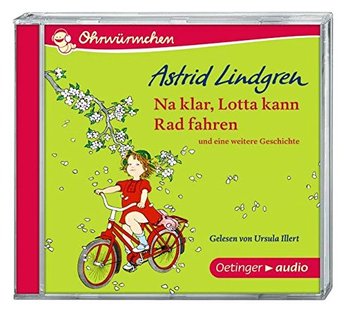 Ohrwürmchen
Astrid Lindgren
Na klar, Lotta kann
Rad fahren
und eine weitere Geschichte
Gelesen von Ursula Illert
Oetinger audio